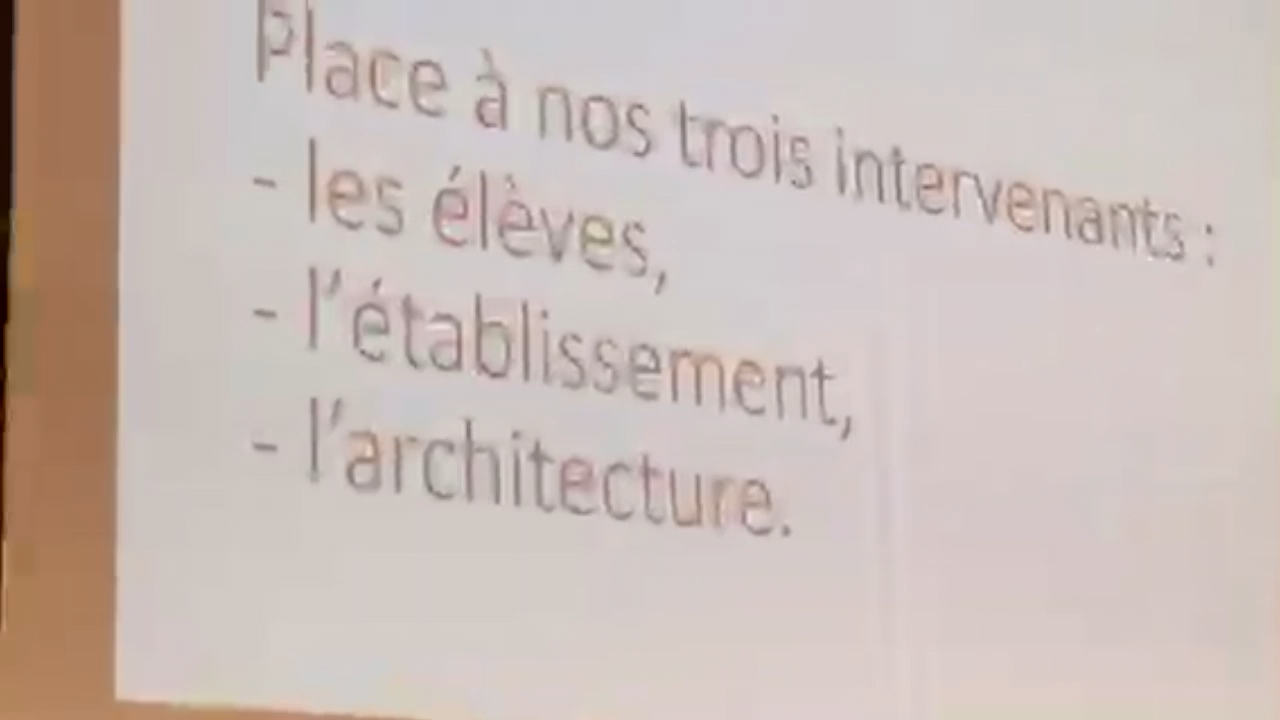 Place à nos trois intervenants :
- les élèves,
- l'établissement,
- l'architecture.